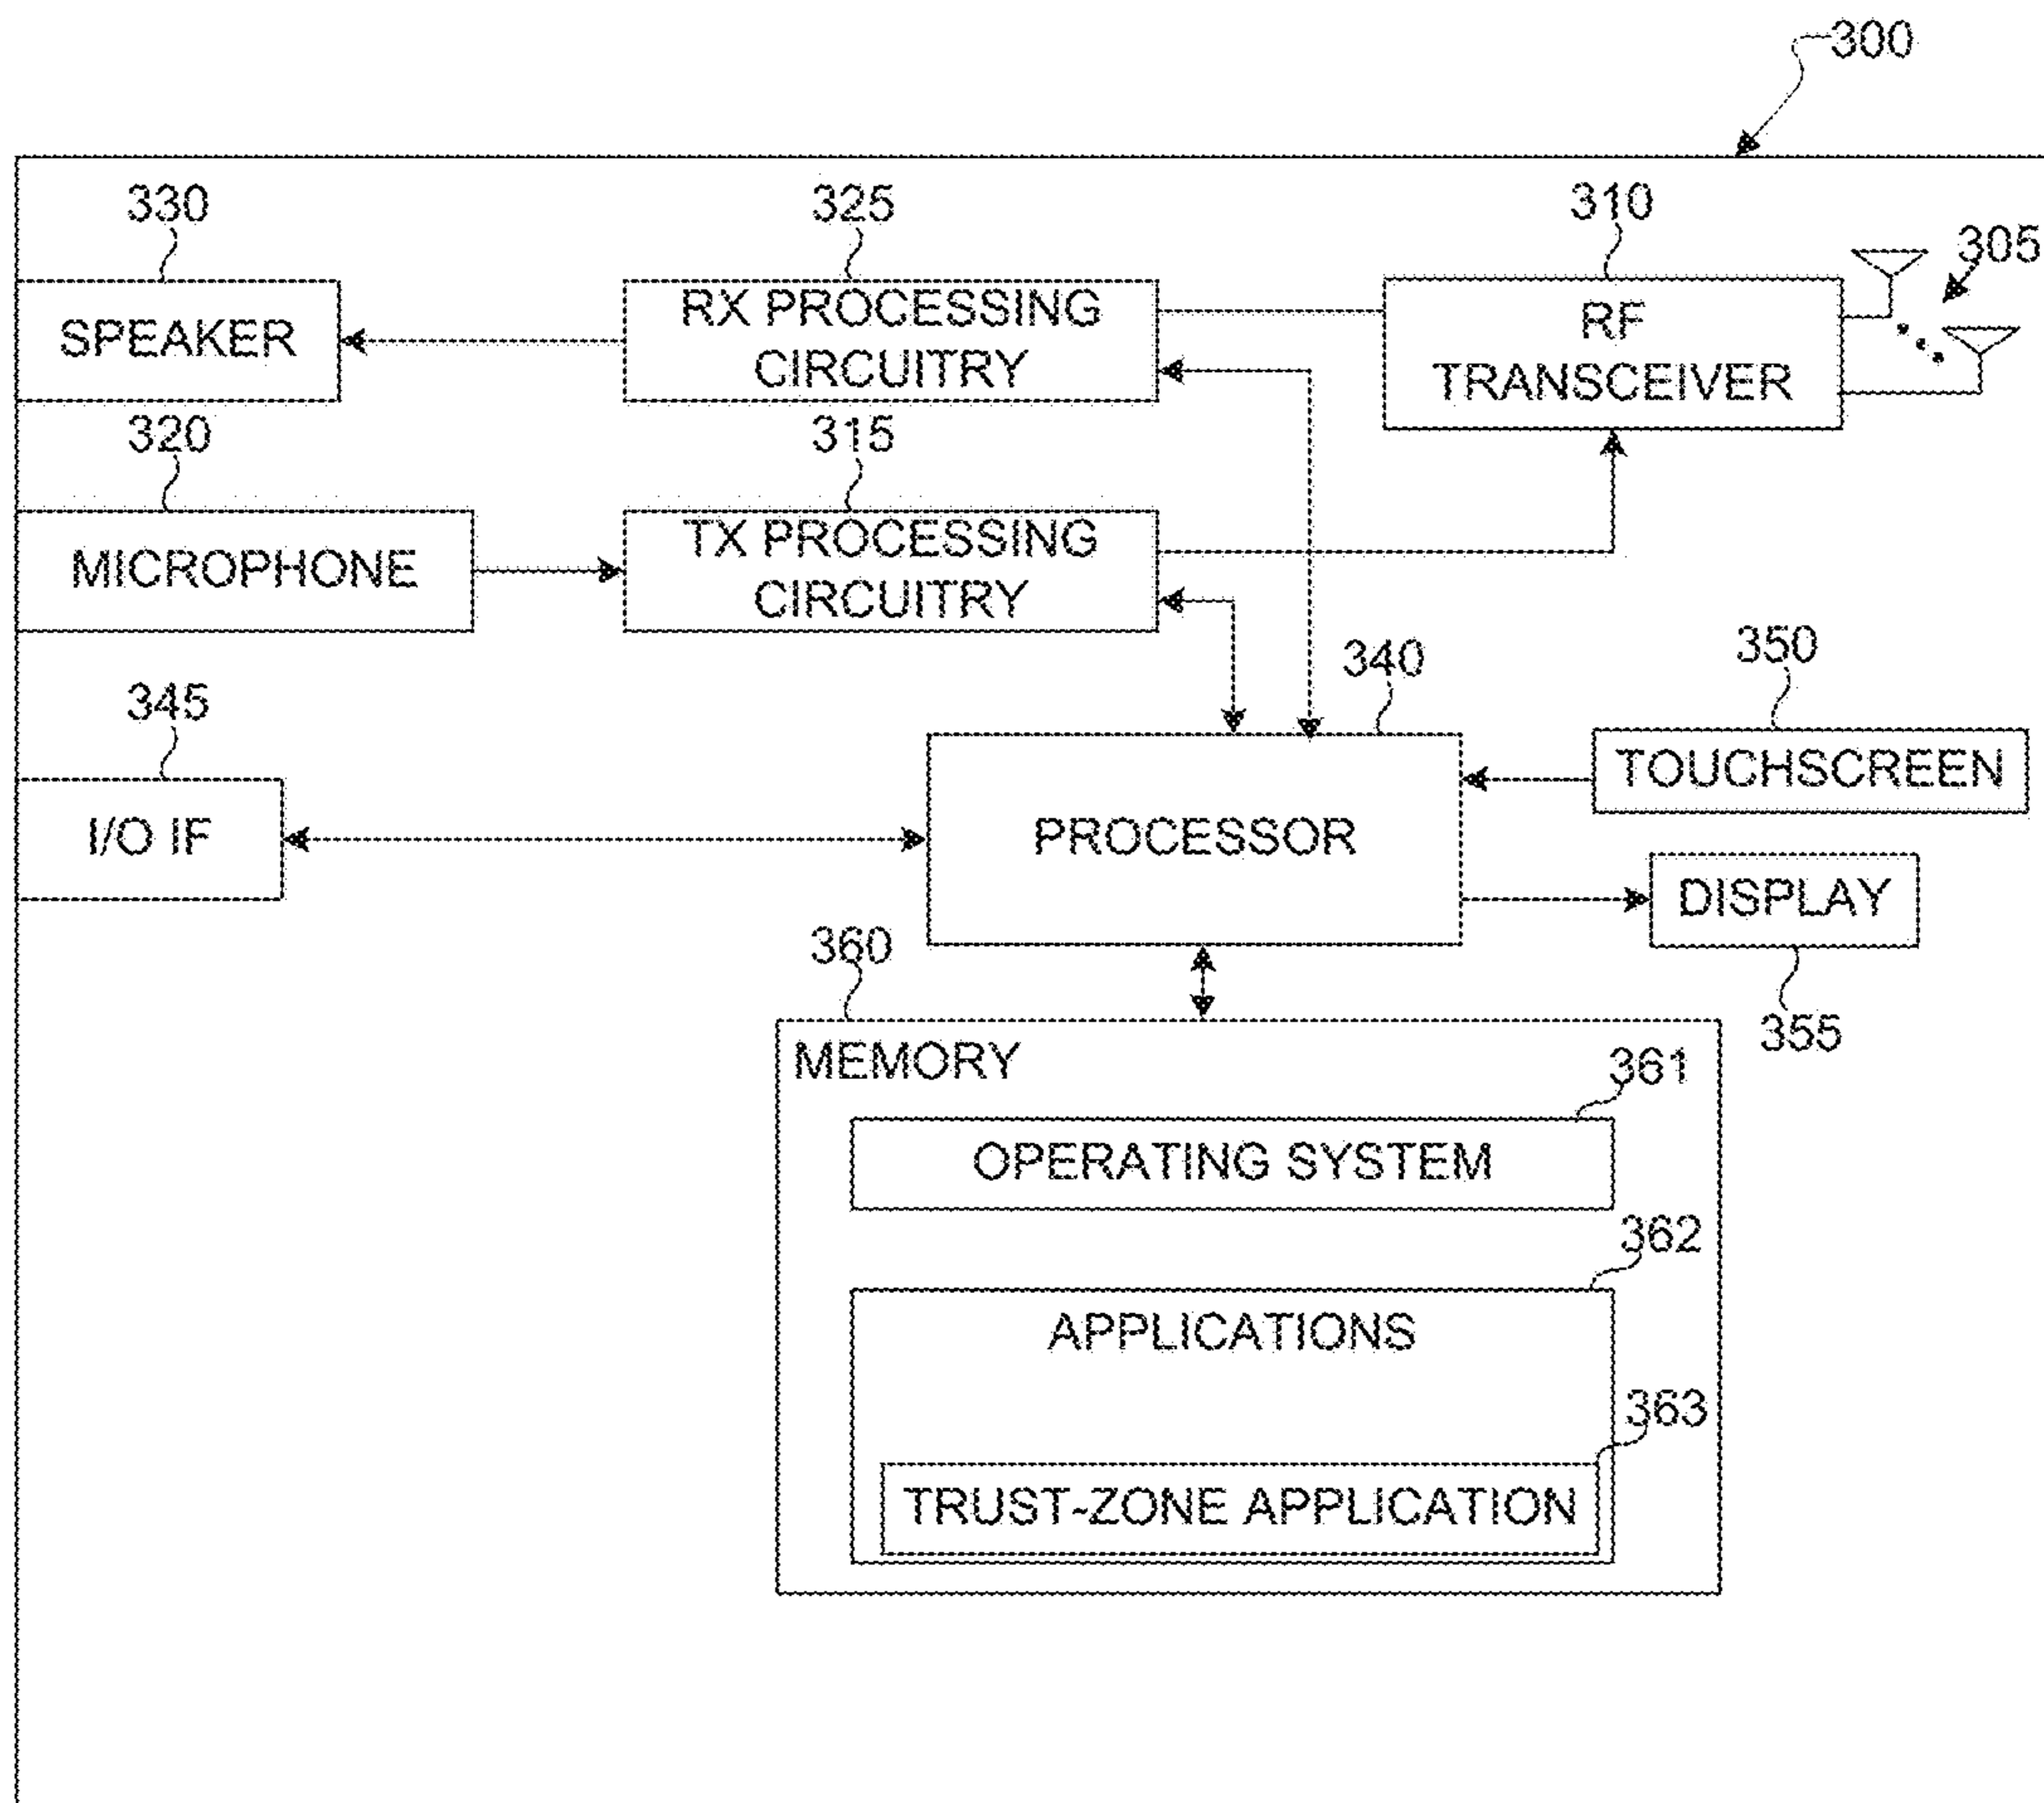 300
330
325
310
305
SPEAKER
RX PROCESSING
CIRCUITRY
RF
TRANSCEIVER
320
315
MICROPHONE
TX PROCESSING
CIRCUITRY
340
350
345
TOUCHSCREEN
I/O IF
PROCESSOR
DISPLAY
360
355
MEMORY
361
OPERATING SYSTEM
362
APPLICATIONS
363
TRUST-ZONE APPLICATION